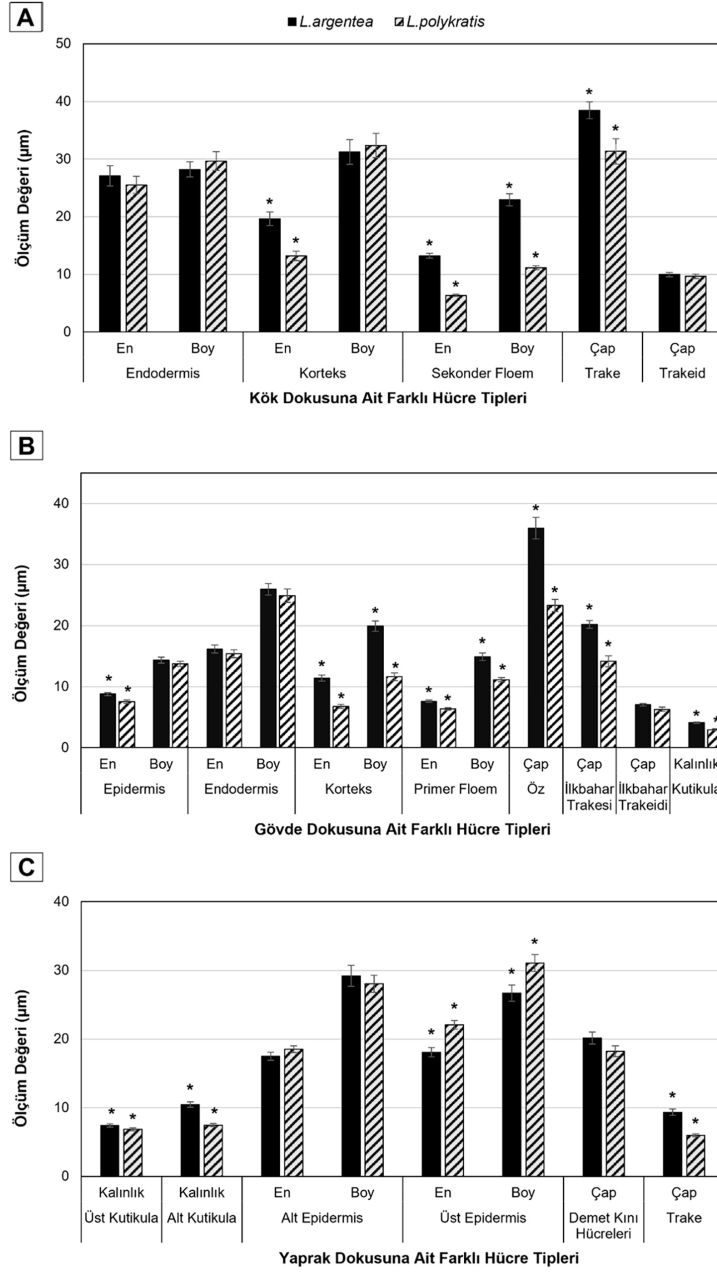 A
L.argentea L.polykratis
50
40
30
20
10
0
Ölçüm Değeri (µm)
* * * * * * * *
En Boy En Boy En Boy Çap Çap
Endodermis Korteks Sekonder Floem Trake Trakeid
Kök Dokusuna Ait Farklı Hücre Tipleri
B
40
30
20
10
0
Ölçüm Değeri (µm)
* * * * * * * * * * * * * * * *
En Boy En Boy En Boy En Boy Çap Çap Çap Kalınlık
Epidermis Endodermis Korteks Primer Floem Öz İlkbahar İlkbahar Kutikula
Trakesi Trakeidi
Gövde Dokusuna Ait Farklı Hücre Tipleri
C
40
30
20
10
0
Ölçüm Değeri (µm)
* * * * * * * * * *
Kalınlık Kalınlık En Boy En Boy Çap Çap
Üst Kutikula Alt Kutikula Alt Epidermis Üst Epidermis Demet Kını Trake
Hücreleri
Yaprak Dokusuna Ait Farklı Hücre Tipleri